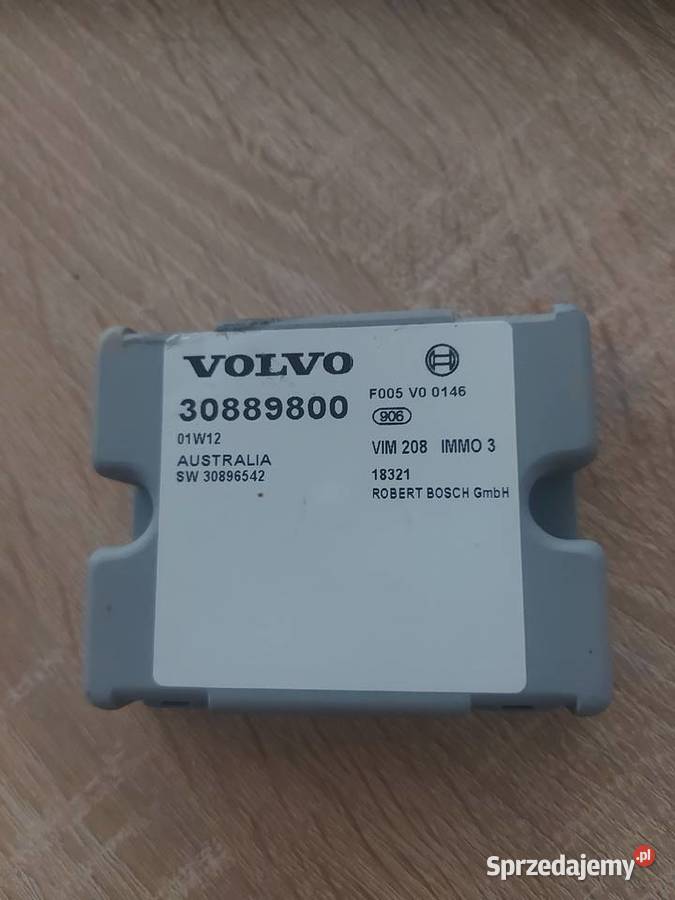 VOLVO
30889800
01W12
AUSTRALIA
SW 30896542
F005 V0 0146
906
VIM 208 IMMO 3
18321
ROBERT BOSCH GmbH
Sprzedajemy.pl